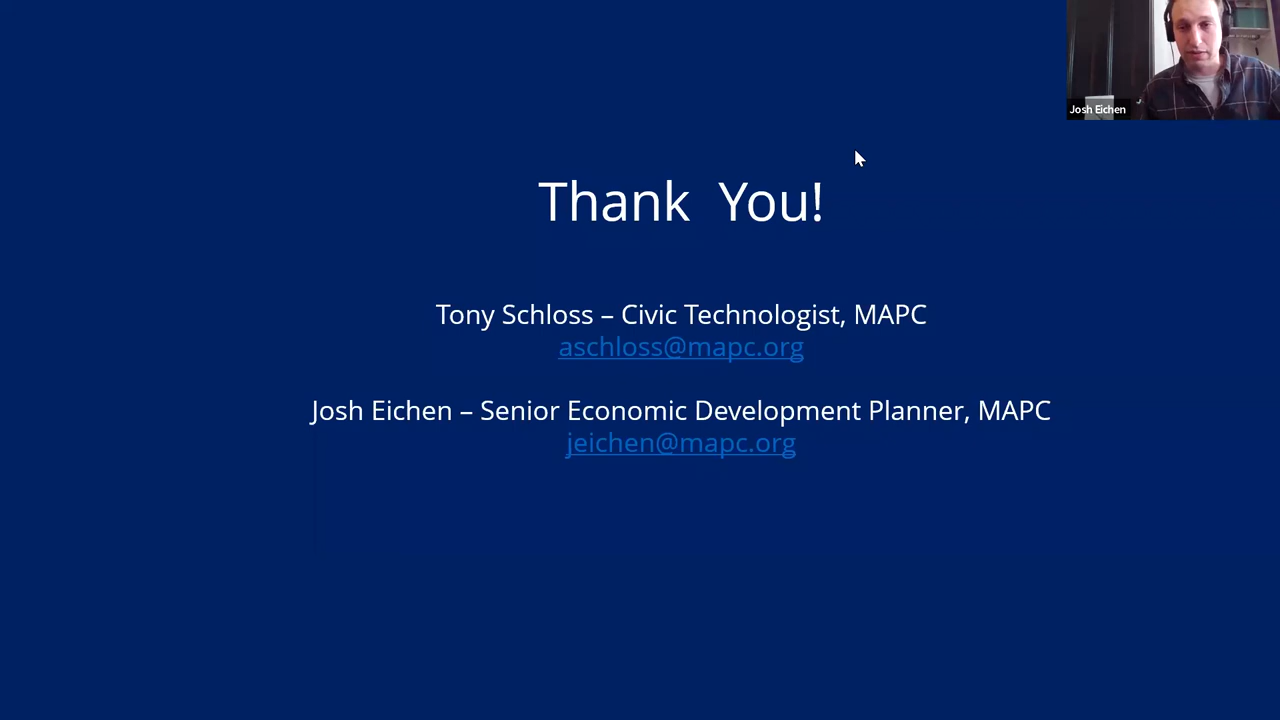 Josh Eichen
Thank You!
Tony Schloss – Civic Technologist, MAPC
aschloss@mapc.org
Josh Eichen – Senior Economic Development Planner, MAPC
jeichen@mapc.org